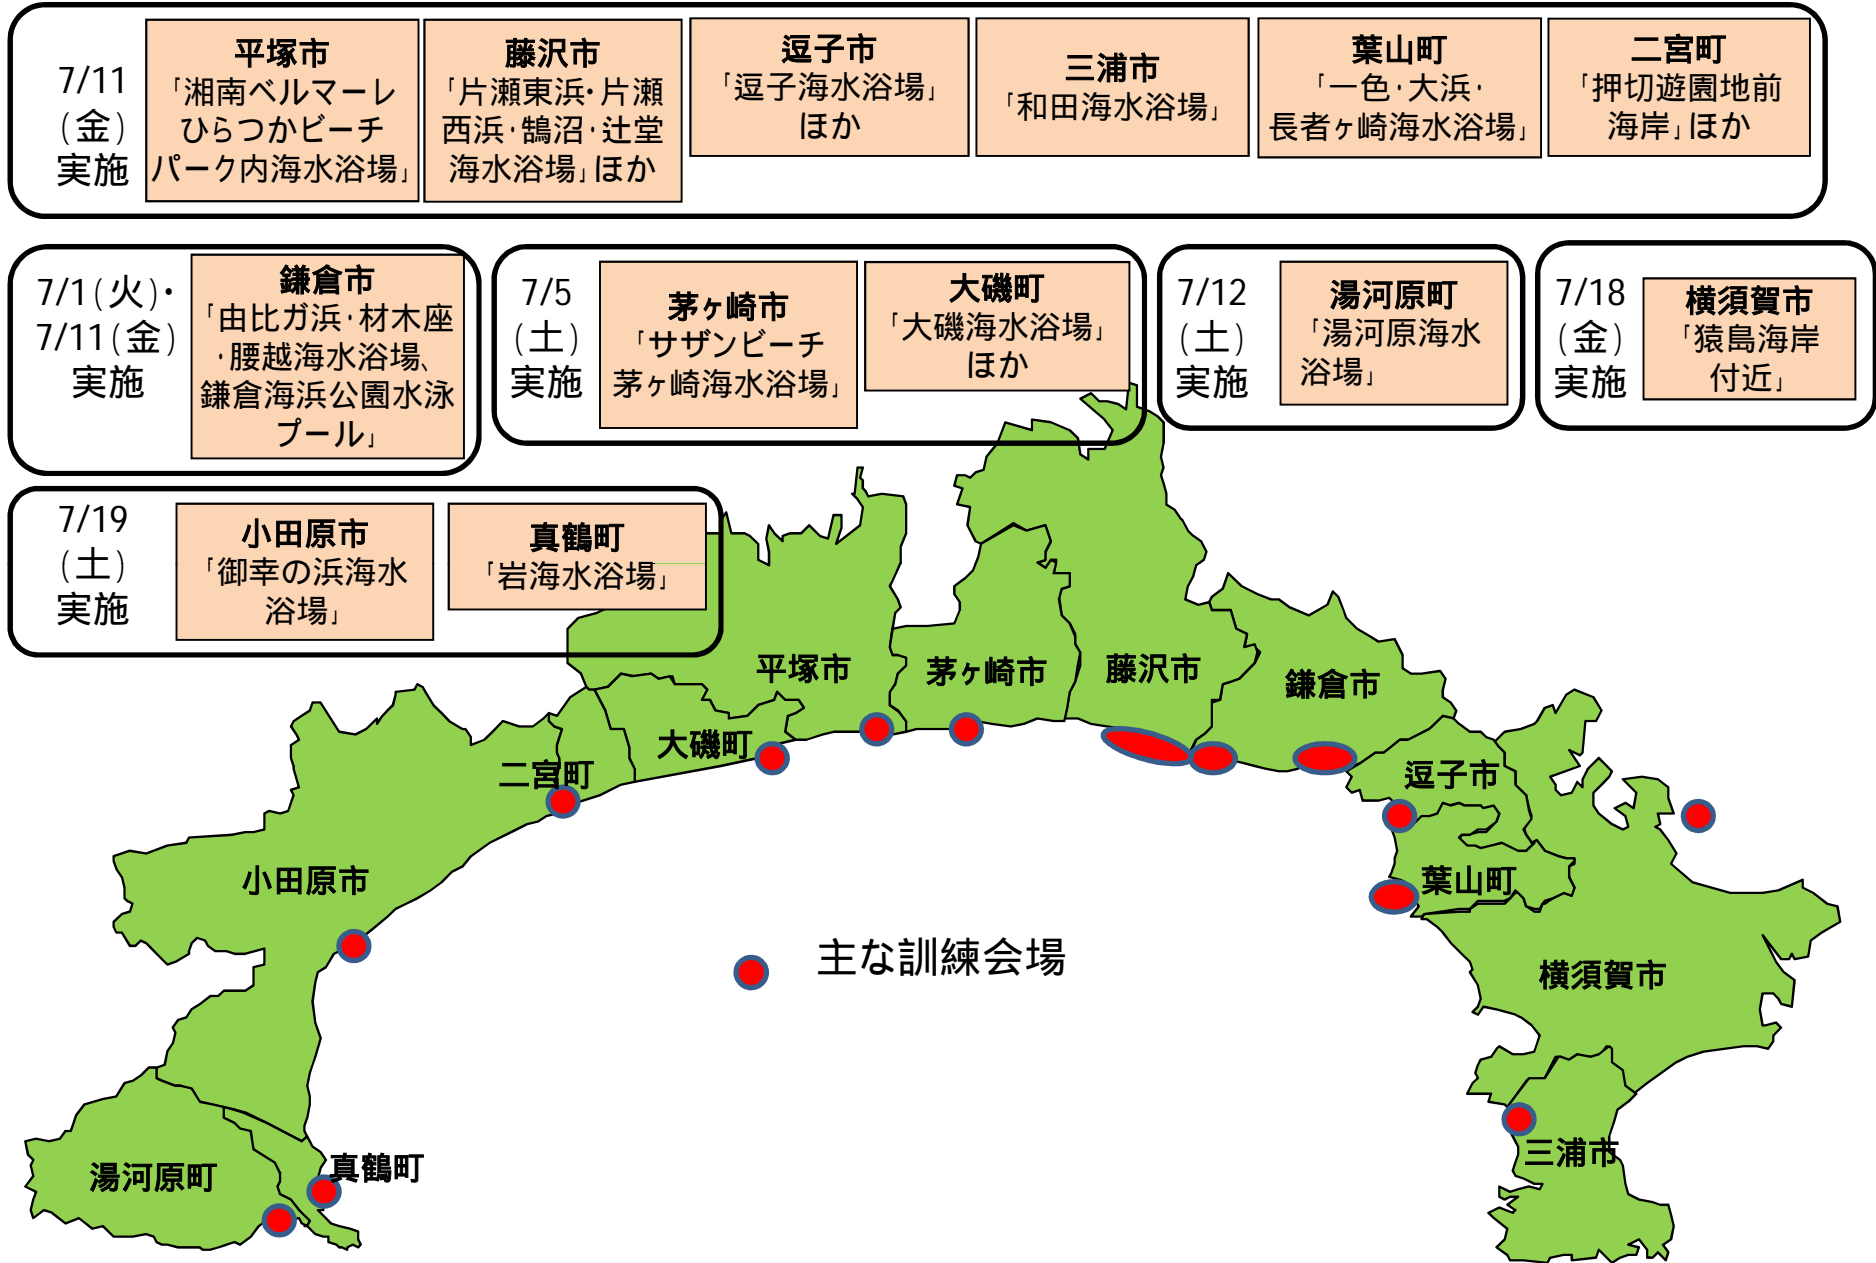 7/11
(金)
実施
平塚市
「湘南ベルマーレ
ひらつかビーチ
パーク内海水浴場」
藤沢市
「片瀬東浜・片瀬
西浜・鵠沼・辻堂
海水浴場」ほか
逗子市
「逗子海水浴場」
ほか
三浦市
「和田海水浴場」
葉山町
「一色・大浜・
長者ヶ崎海水浴場」
二宮町
「押切遊園地前
海岸」ほか
7/1(火)・
7/11(金)
実施
鎌倉市
「由比ガ浜・材木座
・腰越海水浴場、
鎌倉海浜公園水泳
プール」
7/5
(土)
実施
茅ヶ崎市
「サザンビーチ
茅ヶ崎海水浴場」
大磯町
「大磯海水浴場」
ほか
7/12
(土)
実施
湯河原町
「湯河原海水
浴場」
7/18
(金)
実施
横須賀市
「猿島海岸
付近」
7/19
(土)
実施
小田原市
「御幸の浜海水
浴場」
真鶴町
「岩海水浴場」
平塚市
茅ヶ崎市
藤沢市
鎌倉市
大磯町
二宮町
逗子市
小田原市
葉山町
主な訓練会場
横須賀市
三浦市
真鶴町
湯河原町